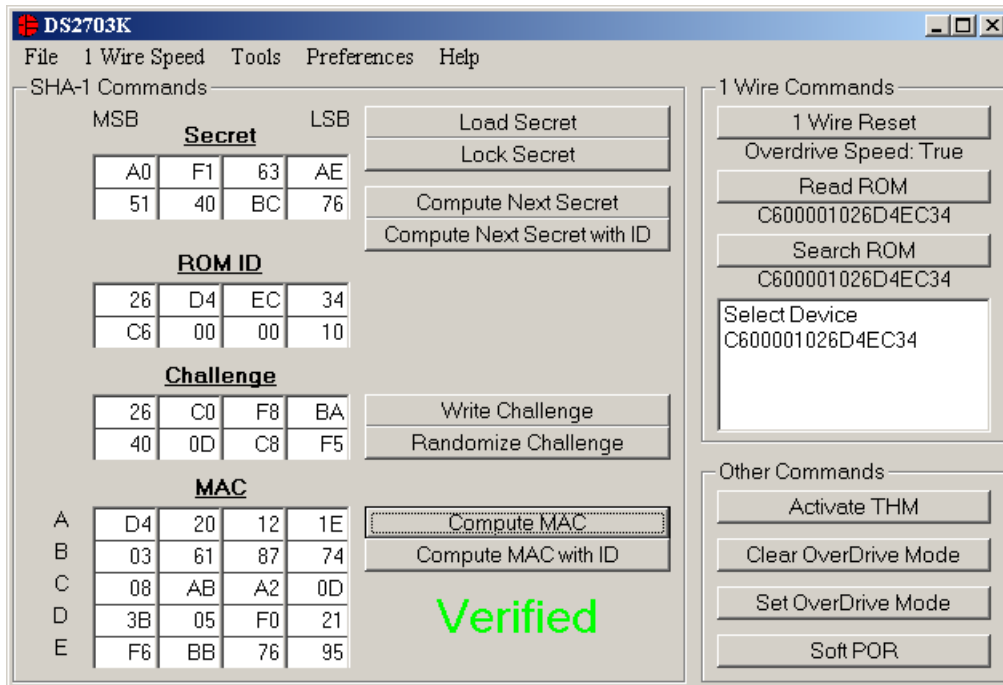 DS2703K
File 1 Wire Speed Tools Preferences Help
SHA-1 Commands
MSB LSB
Secret
A0 F1 63 AE
51 40 BC 76
Load Secret
Lock Secret
Compute Next Secret
Compute Next Secret with ID
ROM ID
26 D4 EC 34
C6 00 00 10
Challenge
26 C0 F8 BA
40 0D C8 F5
Write Challenge
Randomize Challenge
MAC
A D4 20 12 1E
B 03 61 87 74
C 08 AB A2 0D
D 3B 05 F0 21
E F6 BB 76 95
Compute MAC
Compute MAC with ID
Verified
1 Wire Commands
1 Wire Reset
Overdrive Speed: True
Read ROM
C600001026D4EC34
Search ROM
C600001026D4EC34
Select Device
C600001026D4EC34
Other Commands
Activate THM
Clear OverDrive Mode
Set OverDrive Mode
Soft POR